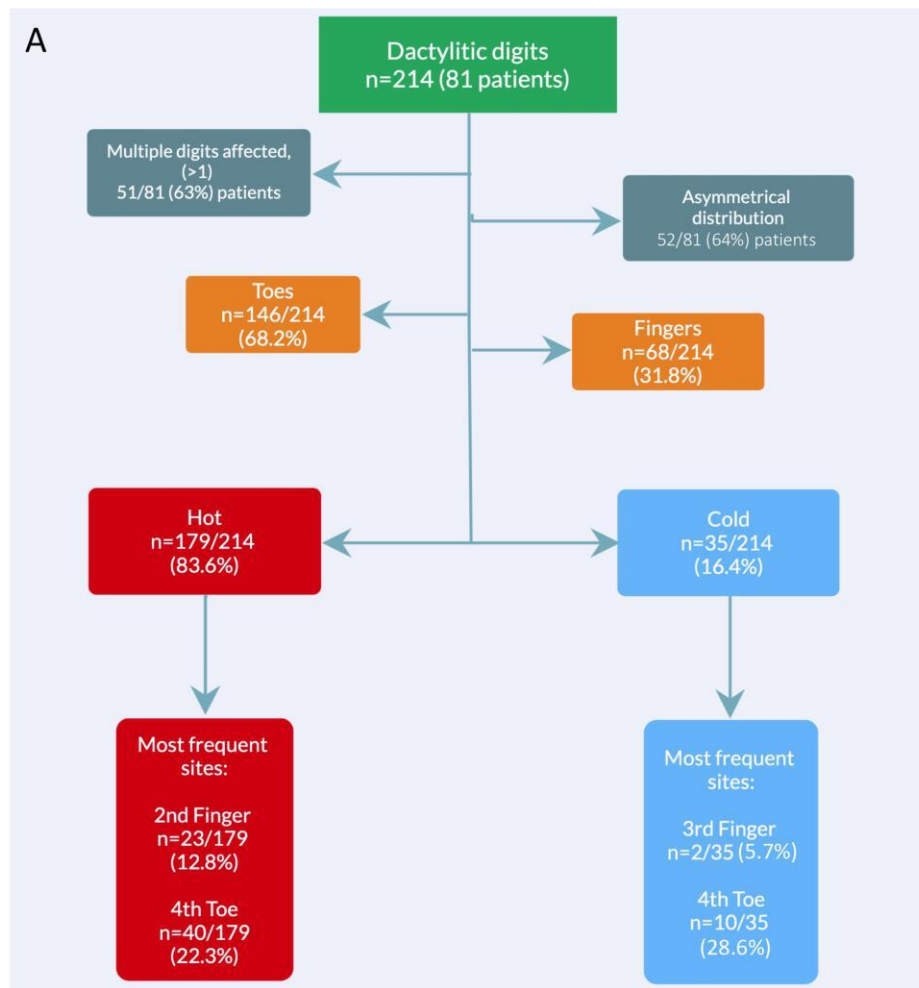 A
Dactylitic digits
n=214 (81 patients)
Multiple digits affected,
(>1)
51/81 (63%) patients
Asymmetrical
distribution
52/81 (64%) patients
Toes
n=146/214
(68.2%)
Fingers
n=68/214
(31.8%)
Hot
n=179/214
(83.6%)
Cold
n=35/214
(16.4%)
Most frequent
sites:
2nd Finger
n=23/179
(12.8%)
4th Toe
n=40/179
(22.3%)
Most frequent
sites:
3rd Finger
n=2/35 (5.7%)
4th Toe
n=10/35
(28.6%)